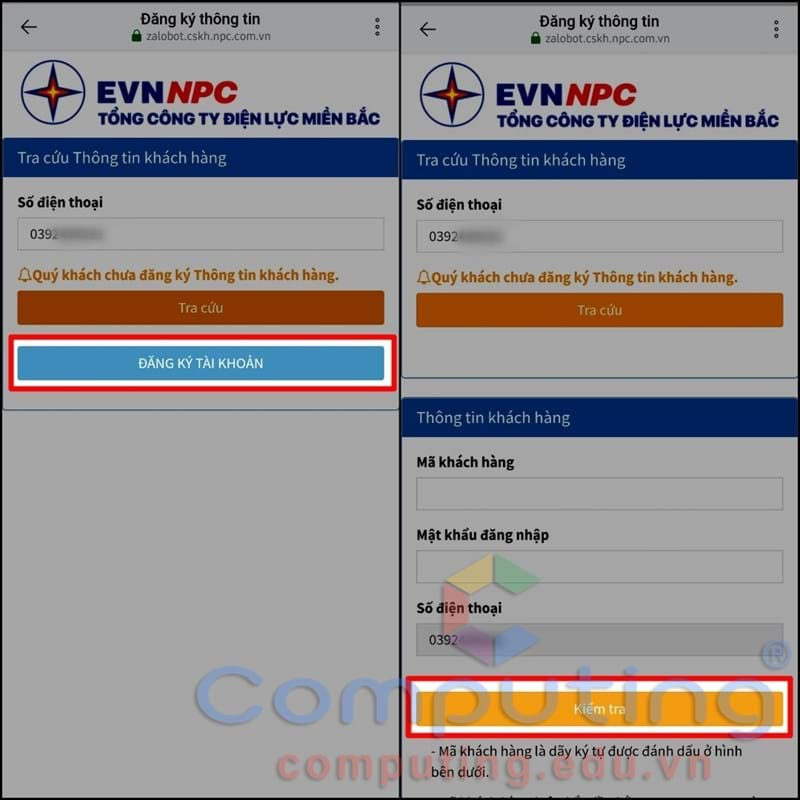 Đăng ký thông tin
zalobot.cskh.npc.com.vn
EVNNPC
TỔNG CÔNG TY ĐIỆN LỰC MIỀN BẮC
Tra cứu Thông tin khách hàng
Số điện thoại
0392
Quý khách chưa đăng ký Thông tin khách hàng.
Tra cứu
ĐĂNG KÝ TÀI KHOẢN
Đăng ký thông tin
zalobot.cskh.npc.com.vn
EVNNPC
TỔNG CÔNG TY ĐIỆN LỰC MIỀN BẮC
Tra cứu Thông tin khách hàng
Số điện thoại
0392
Quý khách chưa đăng ký Thông tin khách hàng.
Tra cứu
Thông tin khách hàng
Mã khách hàng
Mật khẩu đăng nhập
Số điện thoại
0392
Kiểm tra
- Mã khách hàng là dãy ký tự được đánh dấu ở hình
bên dưới.
Computing®
computing.edu.vn